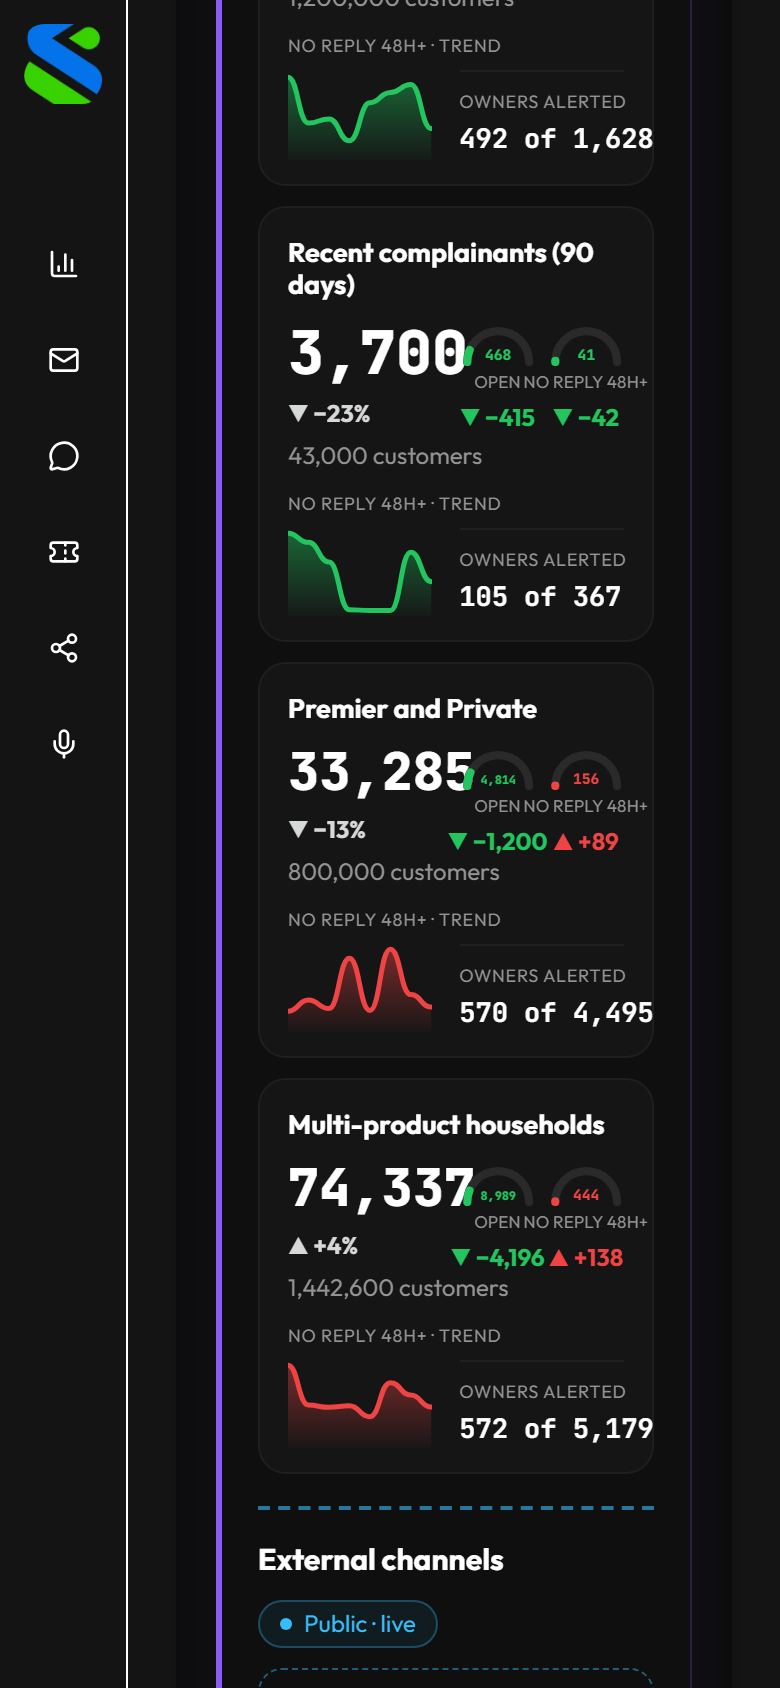 1,200,000 customers
NO REPLY 48H+ · TREND
OWNERS ALERTED
492 of 1,628
Recent complainants (90
days)
3,700
468
41
OPEN NO REPLY 48H+
▼ −23%
▼ −415 ▼ −42
43,000 customers
NO REPLY 48H+ · TREND
OWNERS ALERTED
105 of 367
Premier and Private
33,285
4,814
156
OPEN NO REPLY 48H+
▼ −13%
▼ −1,200 ▲ +89
800,000 customers
NO REPLY 48H+ · TREND
OWNERS ALERTED
570 of 4,495
Multi-product households
74,337
8,989
444
OPEN NO REPLY 48H+
▲ +4%
▼ −4,196 ▲ +138
1,442,600 customers
NO REPLY 48H+ · TREND
OWNERS ALERTED
572 of 5,179
External channels
Public · live